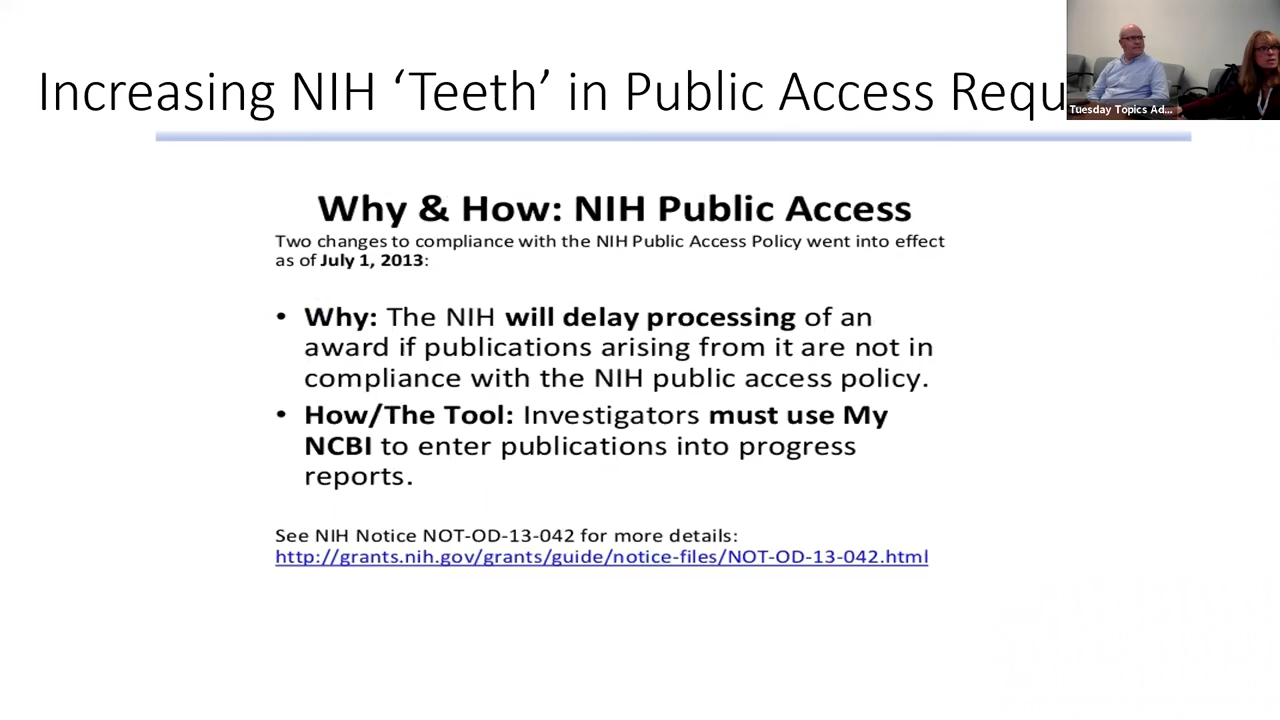 Increasing NIH ‘Teeth’ in Public Access Requ
Tuesday Topics Ad...
Why & How: NIH Public Access
Two changes to compliance with the NIH Public Access Policy went into effect
as of July 1, 2013:
• Why: The NIH will delay processing of an
award if publications arising from it are not in
compliance with the NIH public access policy.
• How/The Tool: Investigators must use My
NCBI to enter publications into progress
reports.
See NIH Notice NOT-OD-13-042 for more details:
http://grants.nih.gov/grants/guide/notice-files/NOT-OD-13-042.html